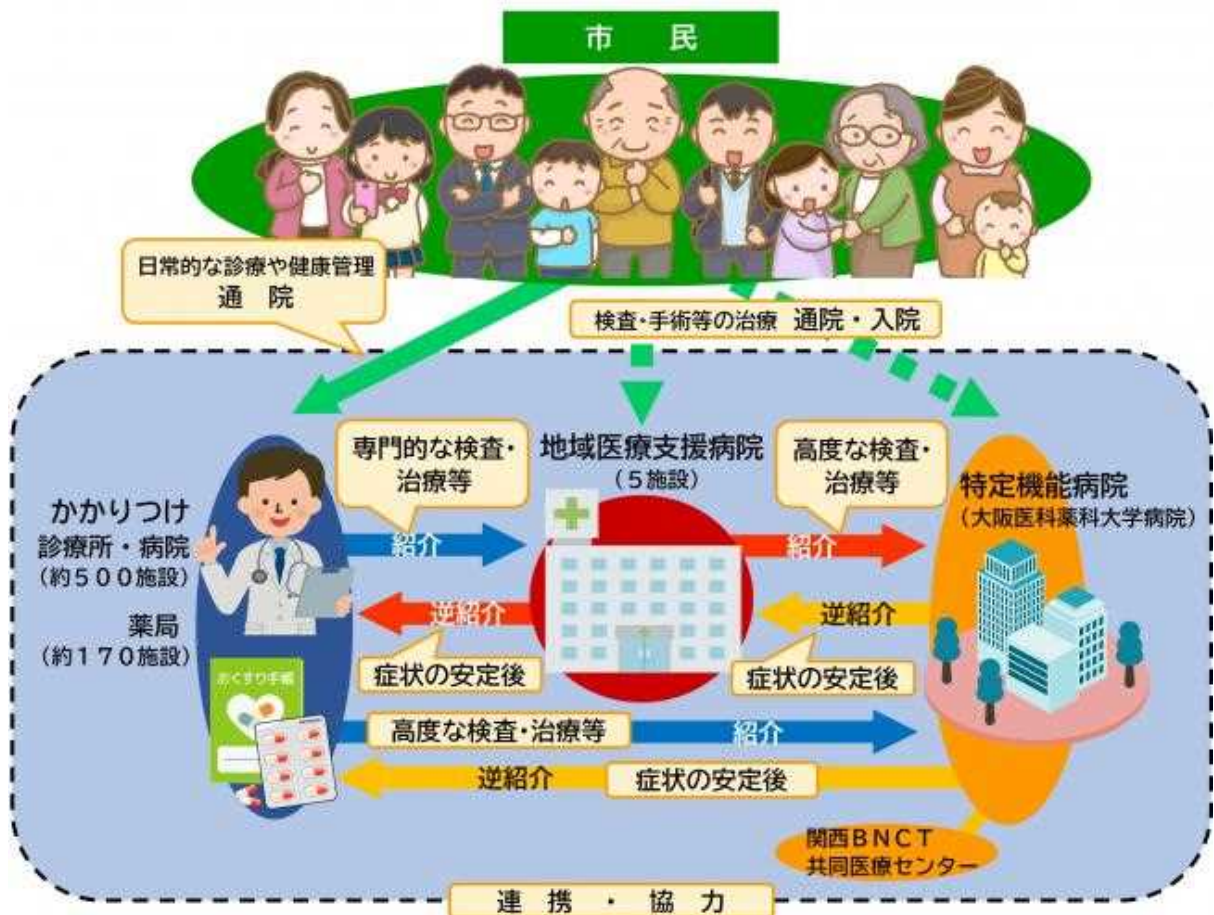 市　民
日常的な診療や健康管理
通　院
検査・手術等の治療　通院・入院
専門的な検査・
治療等
地域医療支援病院
（５施設）
高度な検査・
治療等
特定機能病院
（大阪医科薬科大学病院）
かかりつけ
診療所・病院
（約５００施設）
薬局
（約１７０施設）
紹介
紹介
逆紹介
逆紹介
症状の安定後
症状の安定後
おくすり手帳
高度な検査・治療等　紹介
逆紹介　症状の安定後
関西ＢＮＣＴ
共同医療センター
連　携　・　協　力